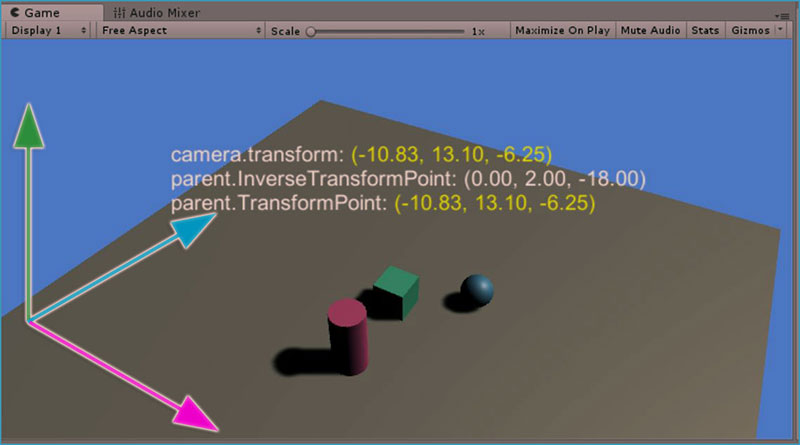 Game Audio Mixer
Display 1 Free Aspect Scale 1x Maximize On Play Mute Audio Stats Gizmos
camera.transform: (-10.83, 13.10, -6.25)
parent.InverseTransformPoint: (0.00, 2.00, -18.00)
parent.TransformPoint: (-10.83, 13.10, -6.25)